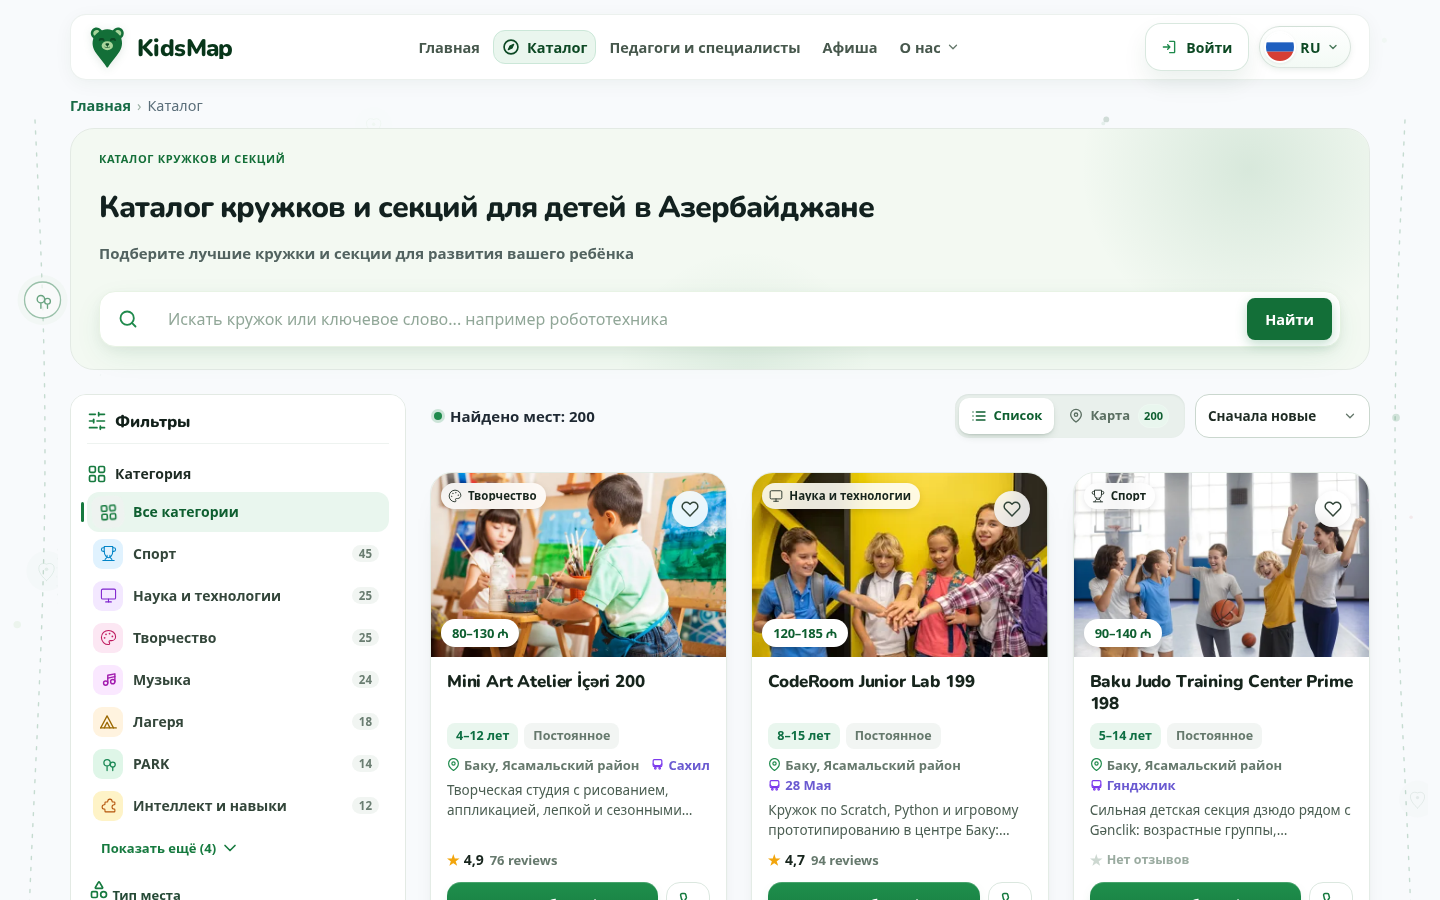 KidsMap
Главная
Каталог
Педагоги и специалисты
Афиша
О нас
Войти
RU
Главная › Каталог
КАТАЛОГ КРУЖКОВ И СЕКЦИЙ
Каталог кружков и секций для детей в Азербайджане
Подберите лучшие кружки и секции для развития вашего ребёнка
Искать кружок или ключевое слово... например робототехника
Найти
Фильтры
Категория
Все категории
Спорт 45
Наука и технологии 25
Творчество 25
Музыка 24
Лагеря 18
PARK 14
Интеллект и навыки 12
Показать ещё (4)
Тип места
Найдено мест: 200
Список
Карта 200
Сначала новые
Творчество
80–130 ₼
Mini Art Atelier İçəri 200
4–12 лет Постоянное
Баку, Ясамальский район Сахил
Творческая студия с рисованием,
аппликацией, лепкой и сезонными...
★ 4,9 76 reviews
Наука и технологии
120–185 ₼
CodeRoom Junior Lab 199
8–15 лет Постоянное
Баку, Ясамальский район
28 Мая
Кружок по Scratch, Python и игровому
прототипированию в центре Баку:...
★ 4,7 94 reviews
Спорт
90–140 ₼
Baku Judo Training Center Prime
198
5–14 лет Постоянное
Баку, Ясамальский район
Гянджлик
Сильная детская секция дзюдо рядом с
Gənclik: возрастные группы,...
★ Нет отзывов